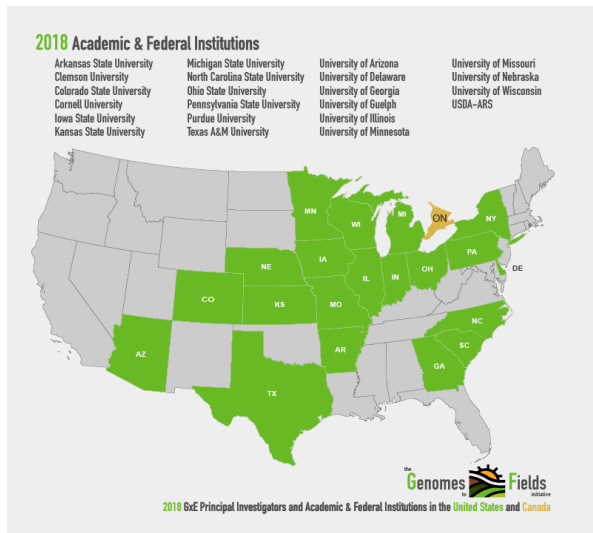 2018 Academic & Federal Institutions
Arkansas State University
Clemson University
Colorado State University
Cornell University
Iowa State University
Kansas State University
Michigan State University
North Carolina State University
Ohio State University
Pennsylvania State University
Purdue University
Texas A&M University
University of Arizona
University of Delaware
University of Georgia
University of Guelph
University of Illinois
University of Minnesota
University of Missouri
University of Nebraska
University of Wisconsin
USDA-ARS
MN
WI
MI
ON
NY
IA
PA
NE
IL
IN
OH
DE
CO
KS
MO
NC
AZ
AR
SC
GA
TX
the
Genomes Fields
to initiative
2018 GxE Principal Investigators and Academic & Federal Institutions in the United States and Canada